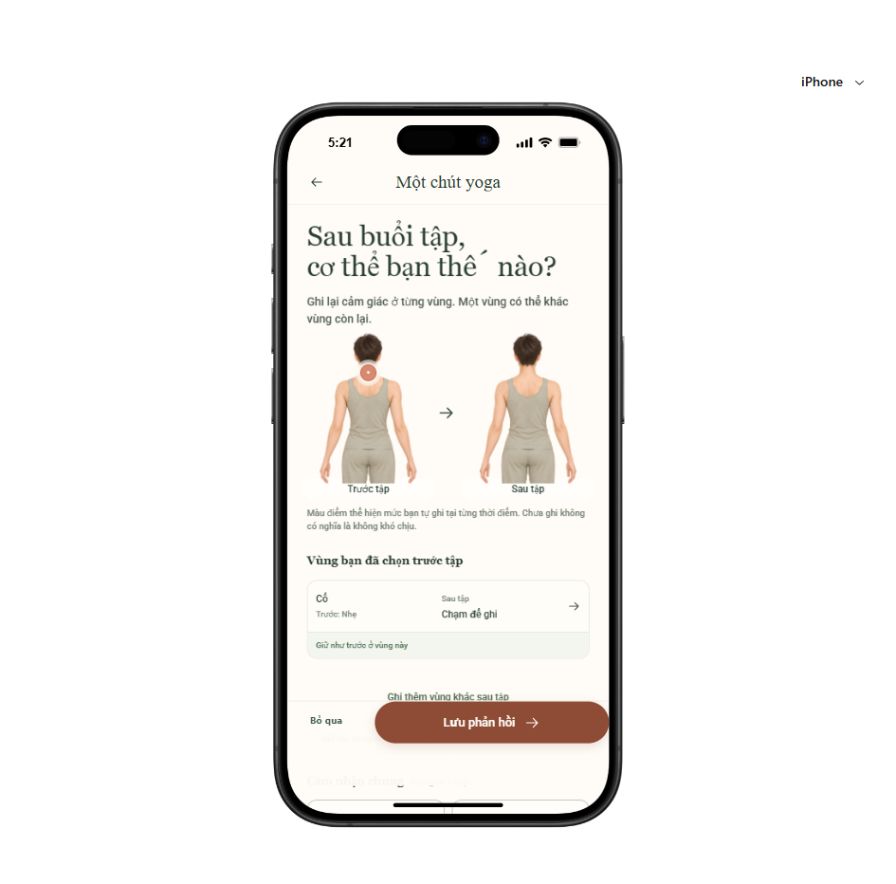 iPhone
5:21
Một chút yoga
Sau buổi tập,
cơ thể bạn thế nào?
Ghi lại cảm giác ở từng vùng. Một vùng có thể khác
vùng còn lại.
Trước tập
Sau tập
Màu điểm thể hiện mức bạn tự ghi tại từng thời điểm. Chưa ghi không
có nghĩa là không khó chịu.
Vùng bạn đã chọn trước tập
Cổ
Trước: Nhẹ
Sau tập
Chạm để ghi
Giữ như trước ở vùng này
Ghi thêm vùng khác sau tập
Bỏ qua
Lưu phản hồi
Cảm nhận chung